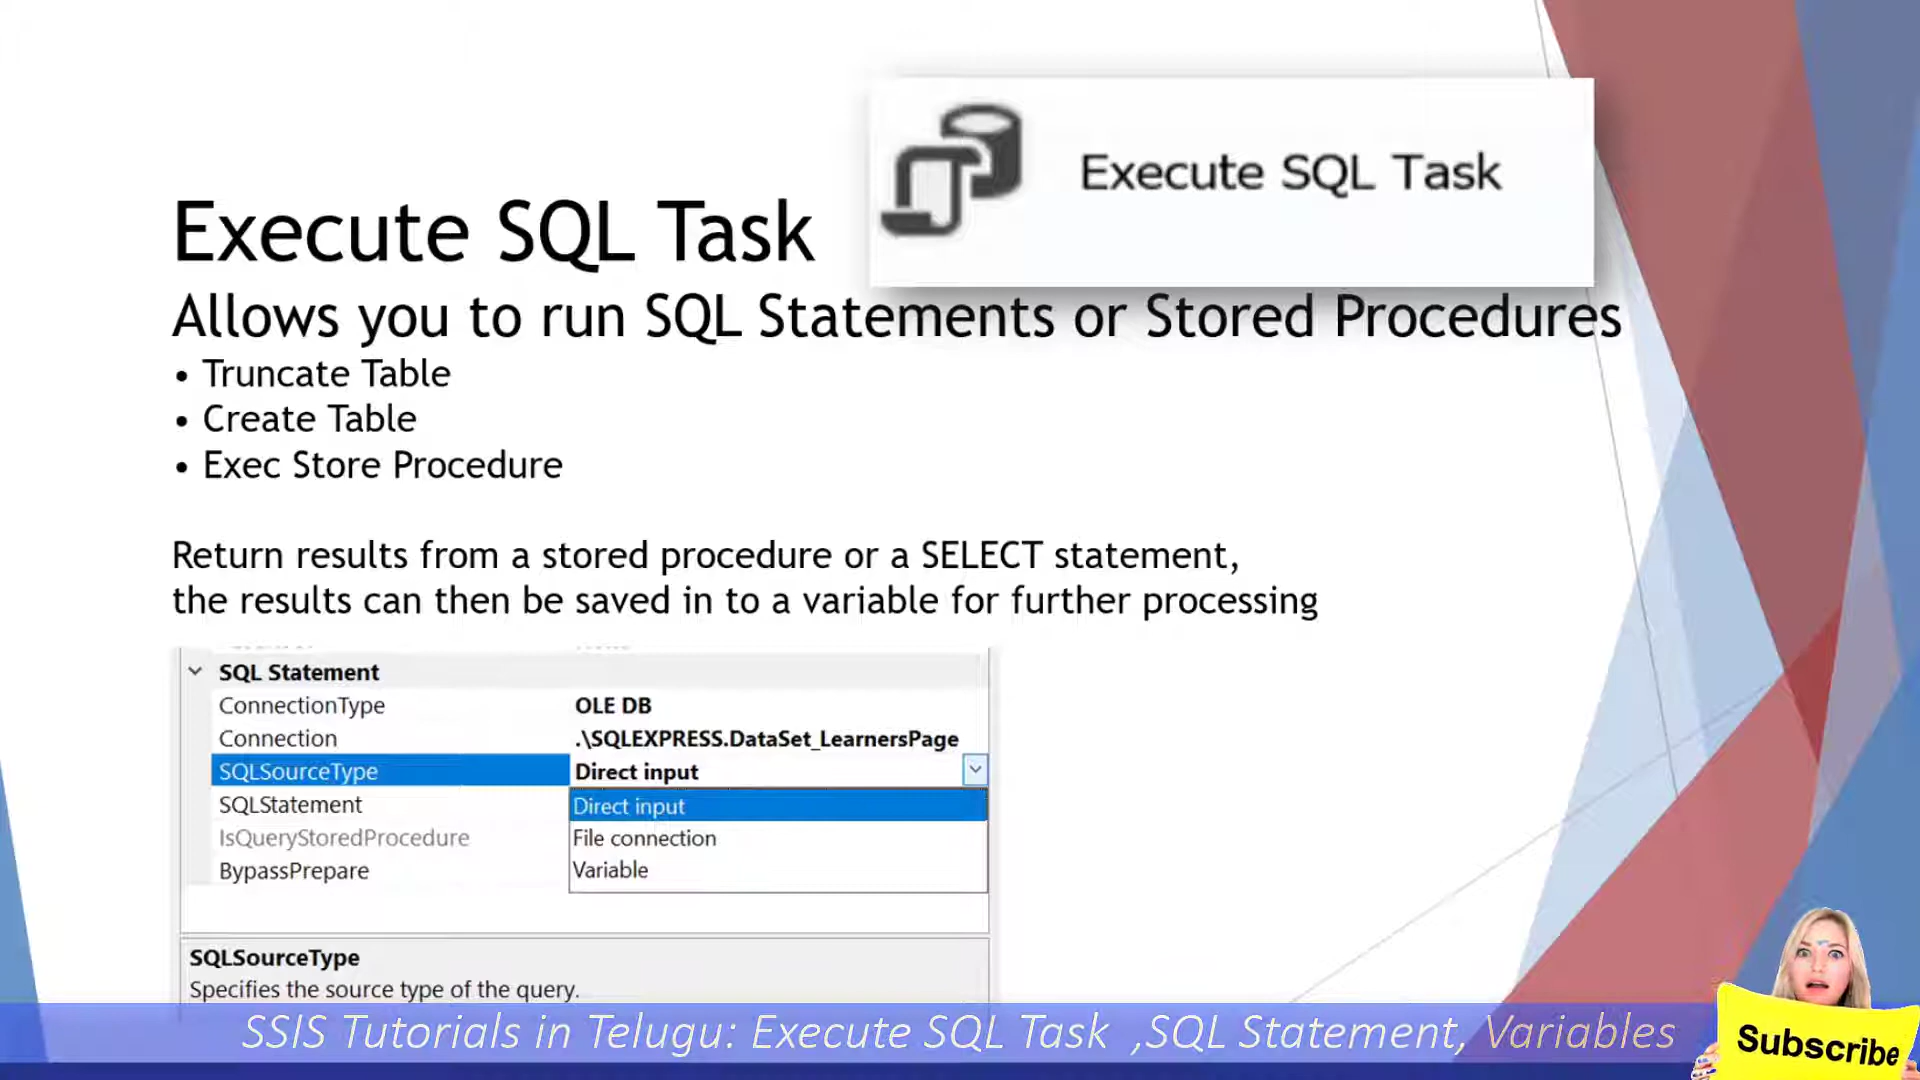 Execute SQL Task
Execute SQL Task
Allows you to run SQL Statements or Stored Procedures
• Truncate Table
• Create Table
• Exec Store Procedure
Return results from a stored procedure or a SELECT statement,
the results can then be saved in to a variable for further processing
SQL Statement
ConnectionType OLE DB
Connection .\SQLEXPRESS.DataSet_LearnersPage
SQLSourceType Direct input
SQLStatement Direct input
IsQueryStoredProcedure File connection
BypassPrepare Variable
SQLSourceType
Specifies the source type of the query.
SSIS Tutorials in Telugu: Execute SQL Task ,SQL Statement, Variables
Subscribe